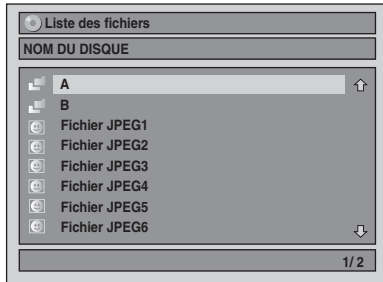 Liste des fichiers
NOM DU DISQUE
A
B
Fichier JPEG1
Fichier JPEG2
Fichier JPEG3
Fichier JPEG4
Fichier JPEG5
Fichier JPEG6
1/ 2